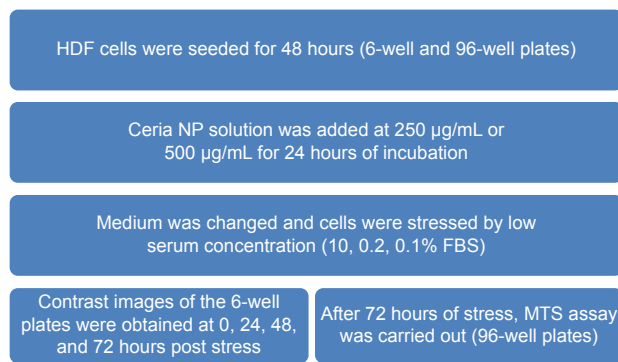 HDF cells were seeded for 48 hours (6-well and 96-well plates)
Ceria NP solution was added at 250 µg/mL or
500 µg/mL for 24 hours of incubation
Medium was changed and cells were stressed by low
serum concentration (10, 0.2, 0.1% FBS)
Contrast images of the 6-well
plates were obtained at 0, 24, 48,
and 72 hours post stress
After 72 hours of stress, MTS assay
was carried out (96-well plates)